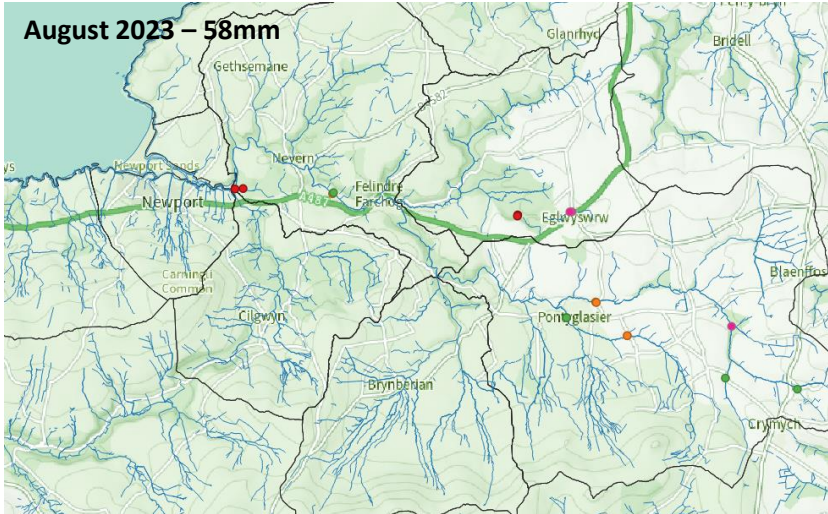 August 2023 – 58mm
Glanrhyd
Bridell
Gethsemane
Nevern
Newport Sands
Felindre
Farchog
Newport
A487
Eglwyswrw
Carningli
Common
Blaenffos
Cilgwyn
Pontyglasier
Brynberian
Crymych